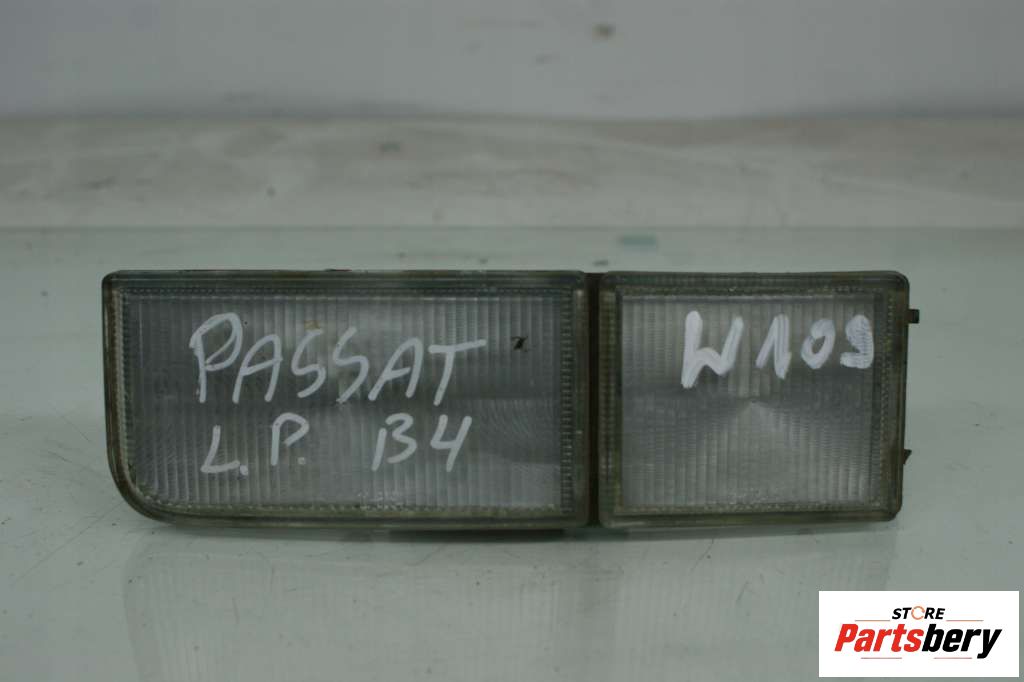 PASSAT
L.P. B4
W109
STORE
Partsbery